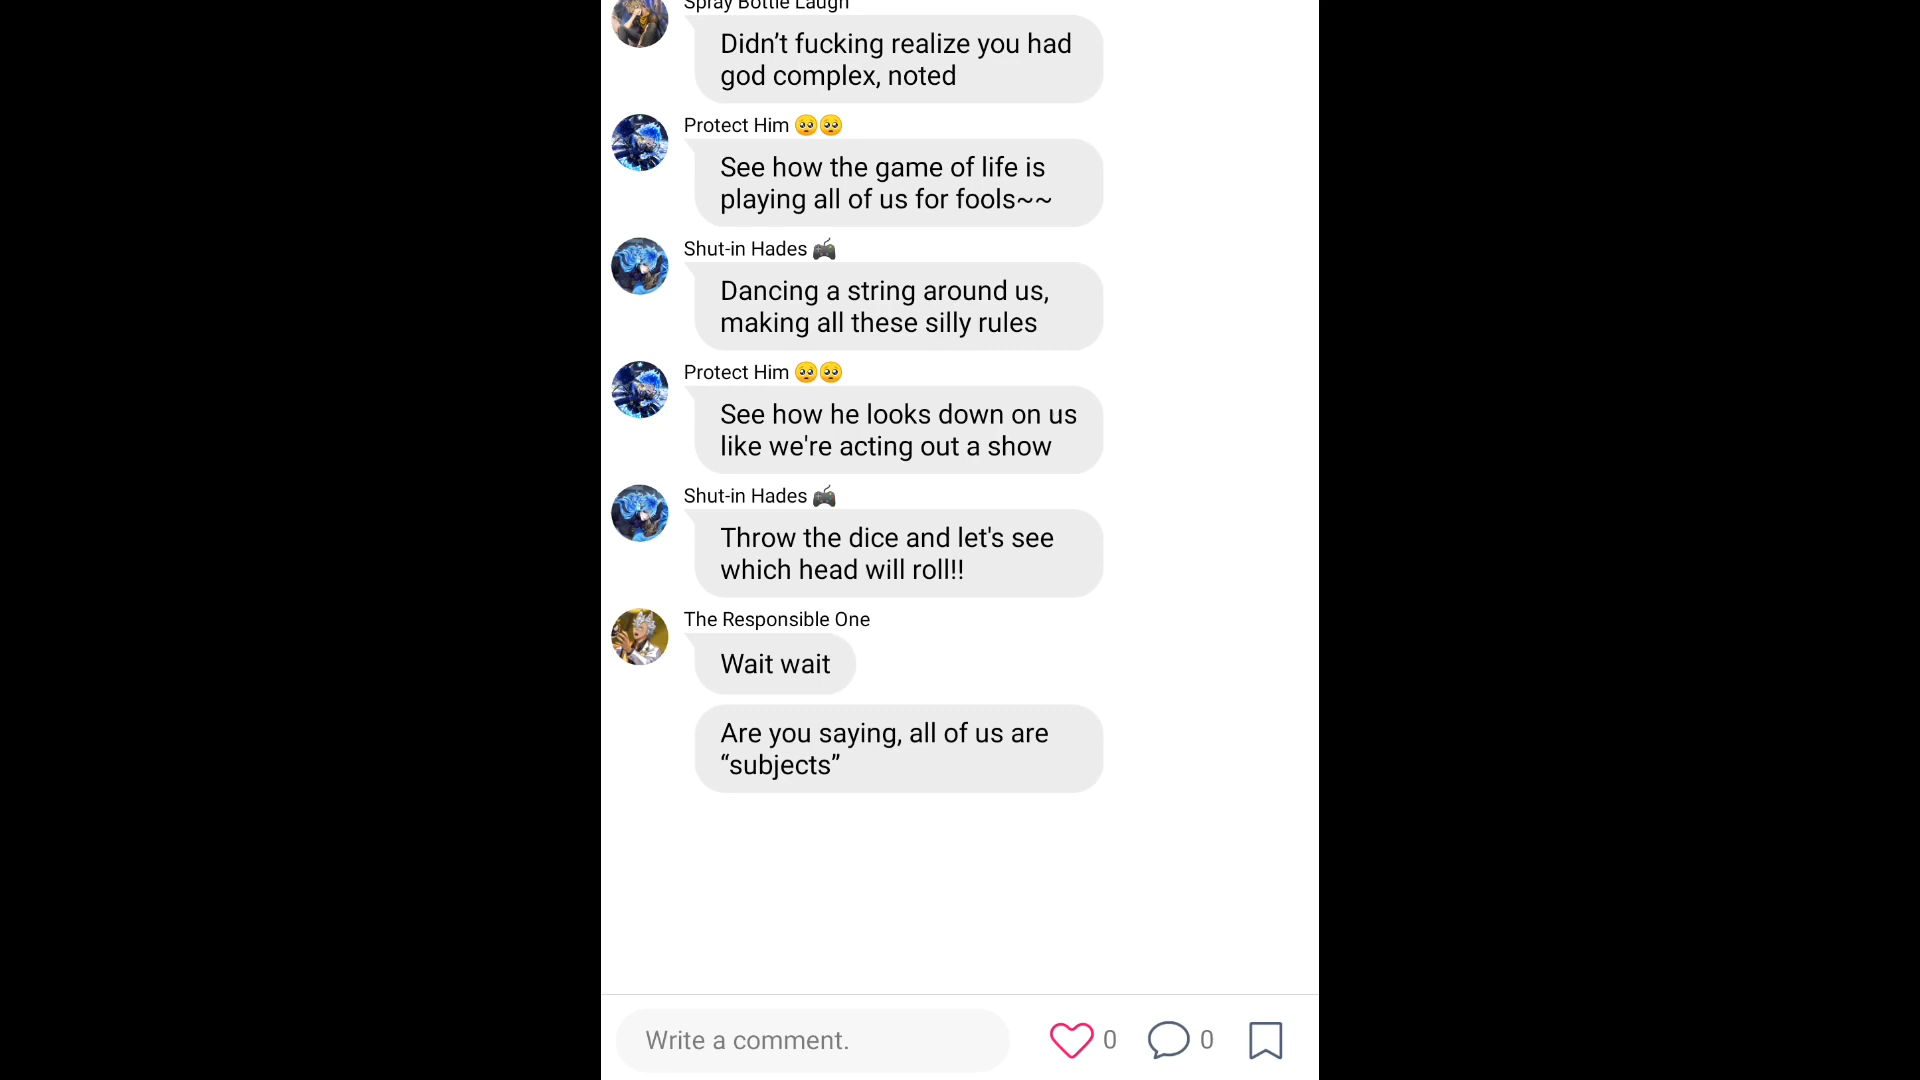 Spray Bottle Laugh
Didn’t fucking realize you had
god complex, noted
Protect Him 🥺🥺
See how the game of life is
playing all of us for fools~~
Shut-in Hades 🎮
Dancing a string around us,
making all these silly rules
Protect Him 🥺🥺
See how he looks down on us
like we're acting out a show
Shut-in Hades 🎮
Throw the dice and let's see
which head will roll!!
The Responsible One
Wait wait
Are you saying, all of us are
“subjects”
Write a comment.
0
0